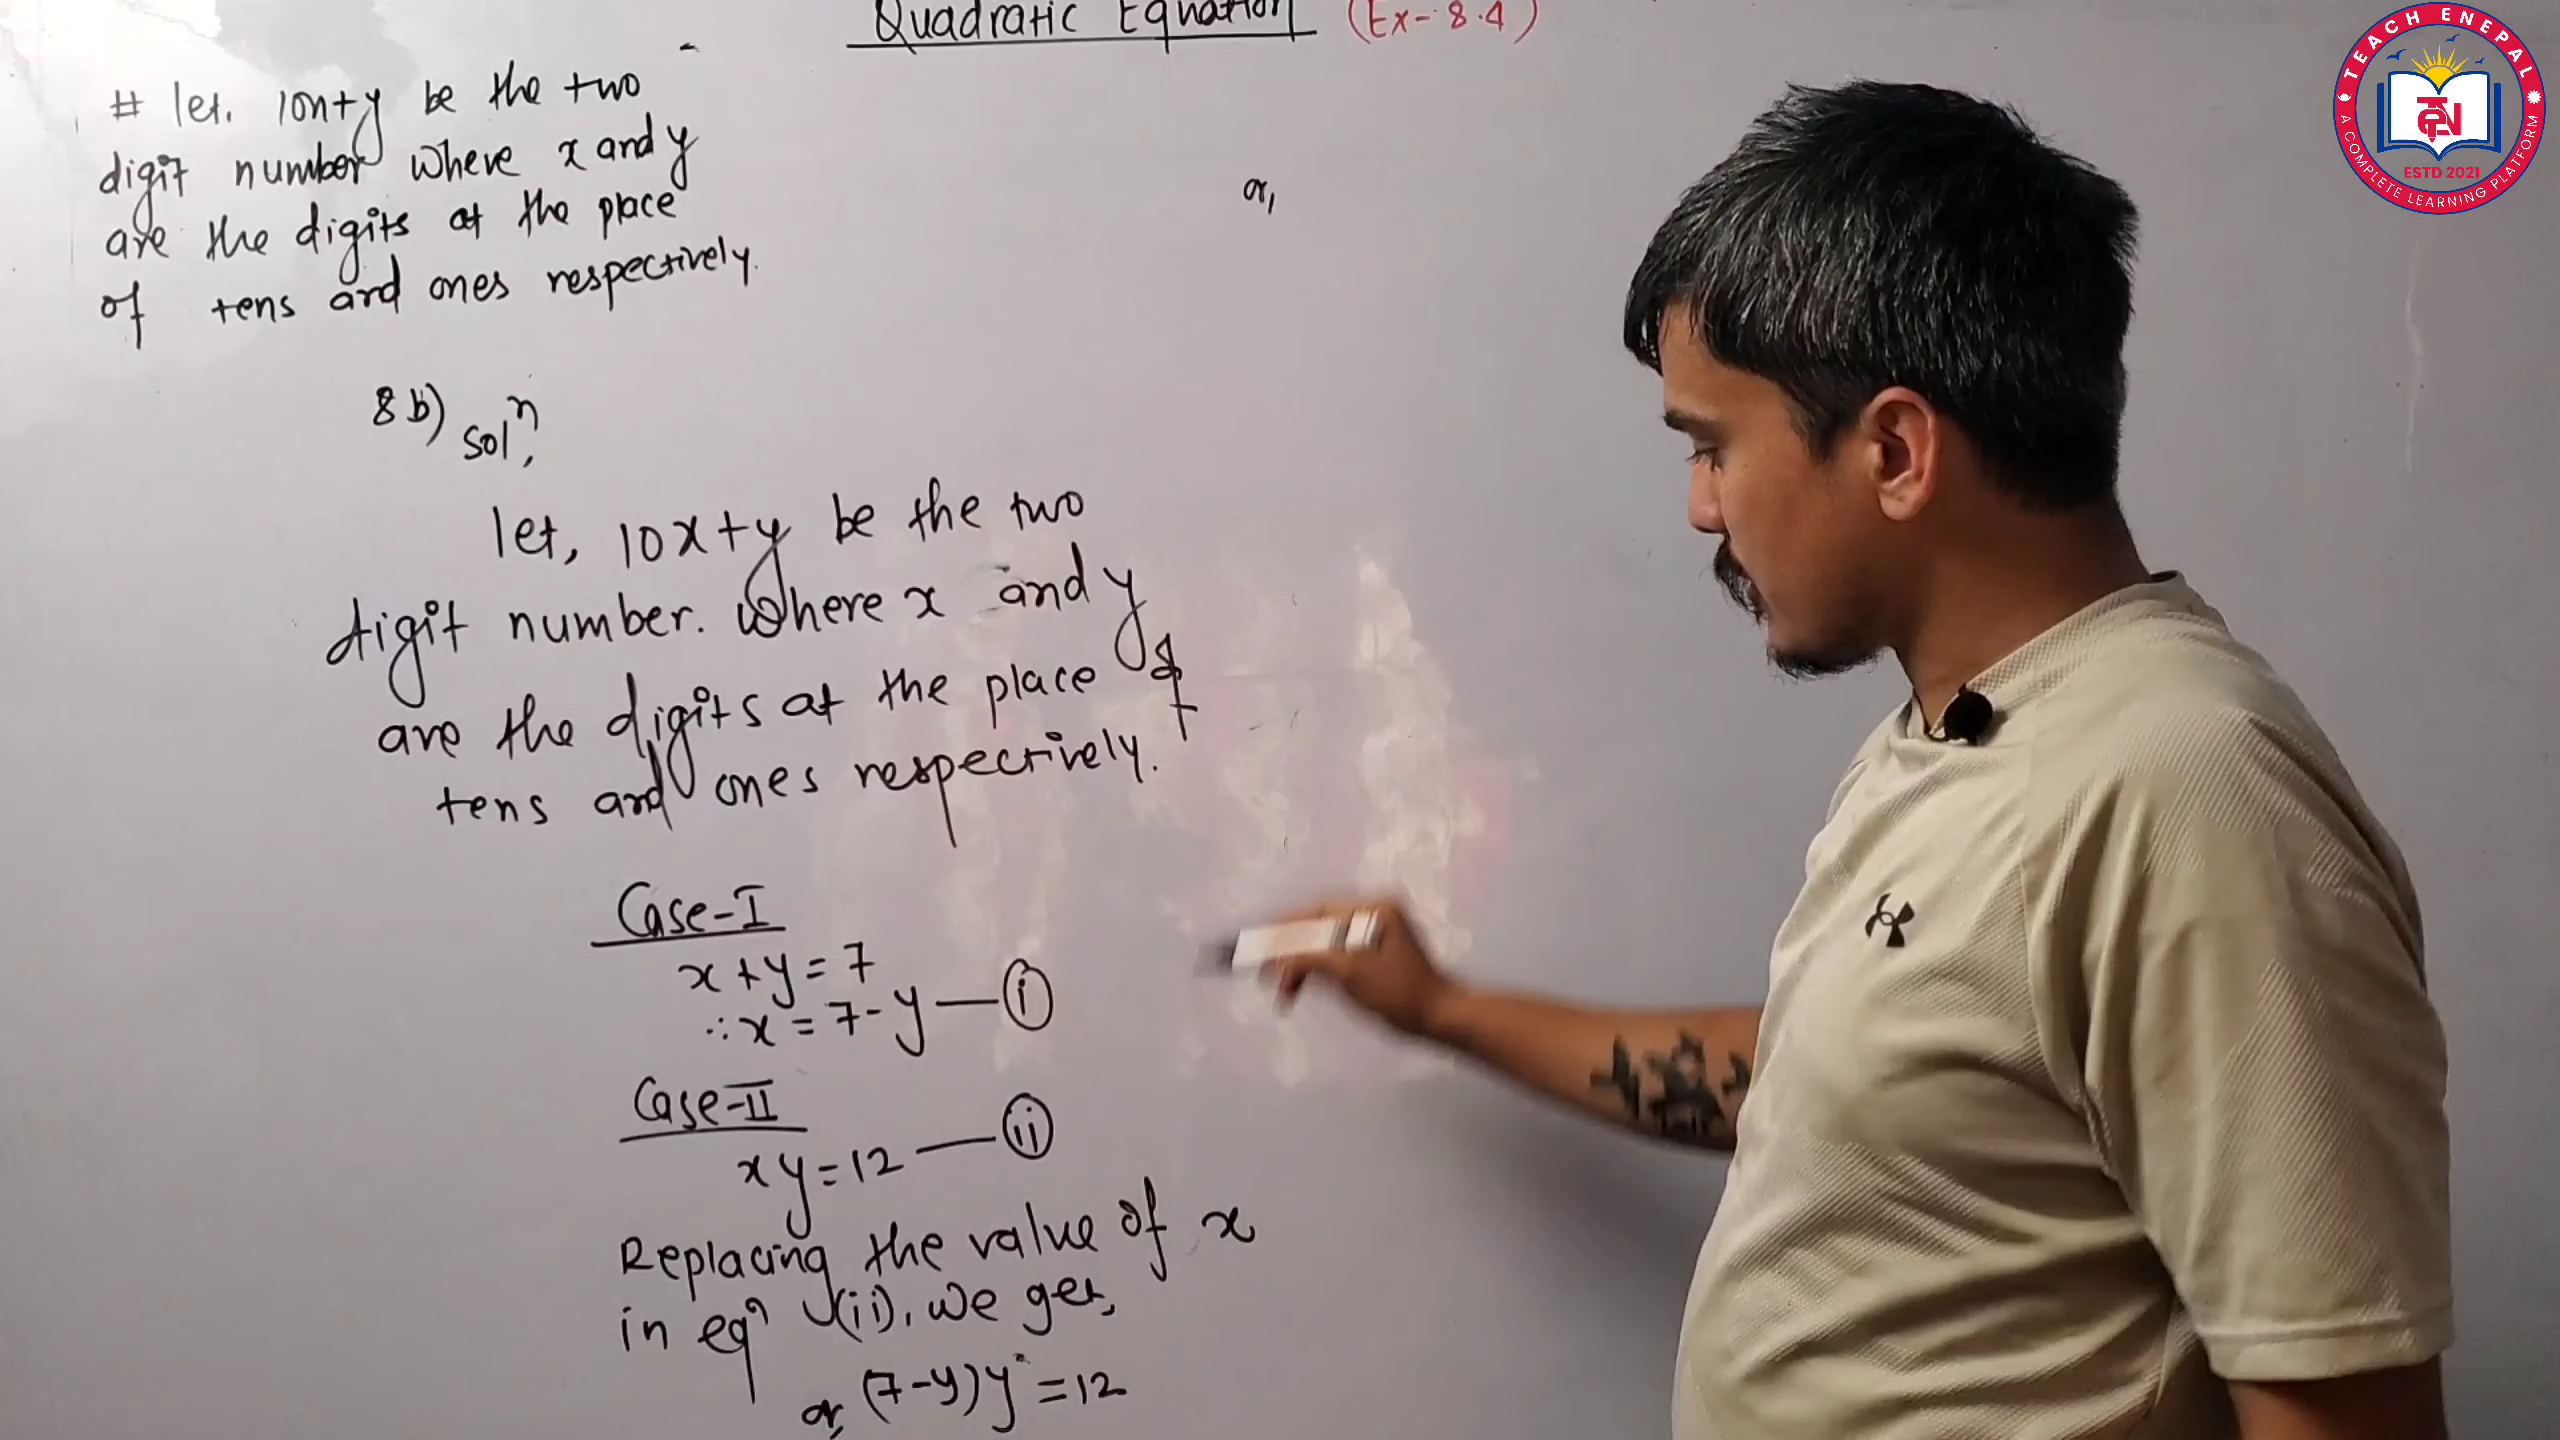 Quadratic Equation (Ex-8.4)
# let. 10x+y be the two
digit number where x and y
are the digits at the place
of tens and ones respectively.
8 b) Solⁿ,
let, 10x+y be the two
digit number. Where x and y
are the digits at the place of
tens and ones respectively.
Case-I
x+y=7
∴x=7-y — (i)
Case-II
xy=12 — (ii)
Replacing the value of x
in eqⁿ (ii), we get,
or, (7-y)y=12
or,
TEACH ENEPAL
ESTD 2021
A COMPLETE LEARNING PLATFORM